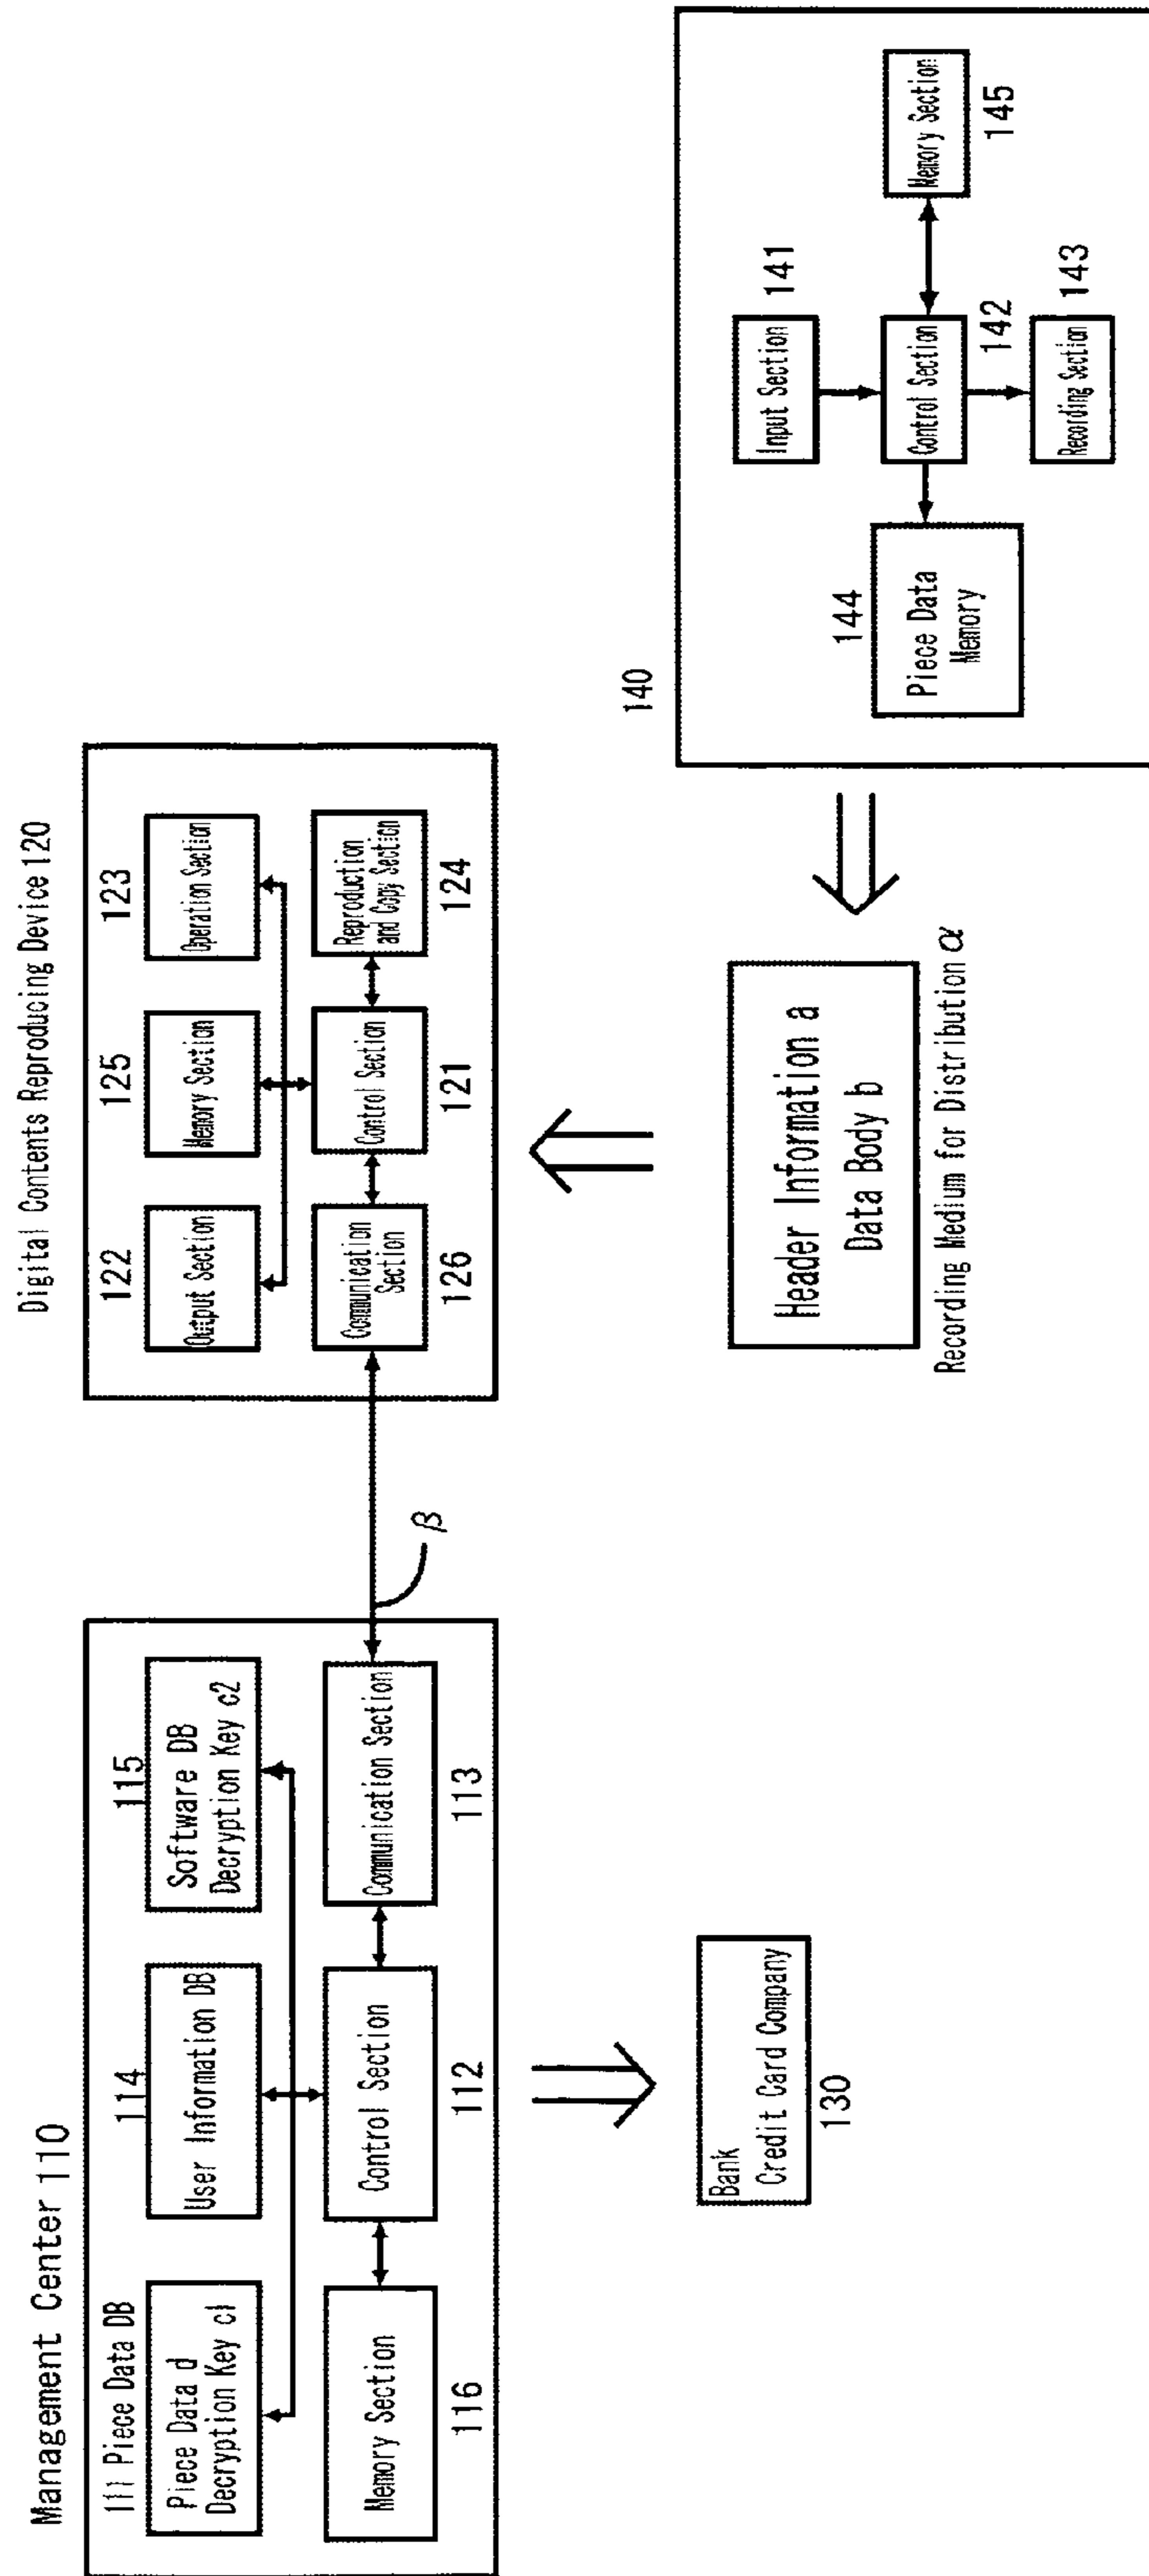 Management Center 110
111 Piece Data DB
Piece Data d
Decryption Key c1
114
User Information DB
115
Software DB
Decryption Key c2
Memory Section
116
Control Section
112
Communication Section
113
β
Bank
Credit Card Company
130
Digital Contents Reproducing Device 120
122
Output Section
125
Memory Section
123
Operation Section
Communication
Section
126
Control Section
121
Reproduction
and Copy Section
124
Header Information a
Data Body b
Recording Medium for Distribution α
140
144
Piece Data
Memory
Input Section
141
Control Section
142
Recording Section
143
Memory Section
145